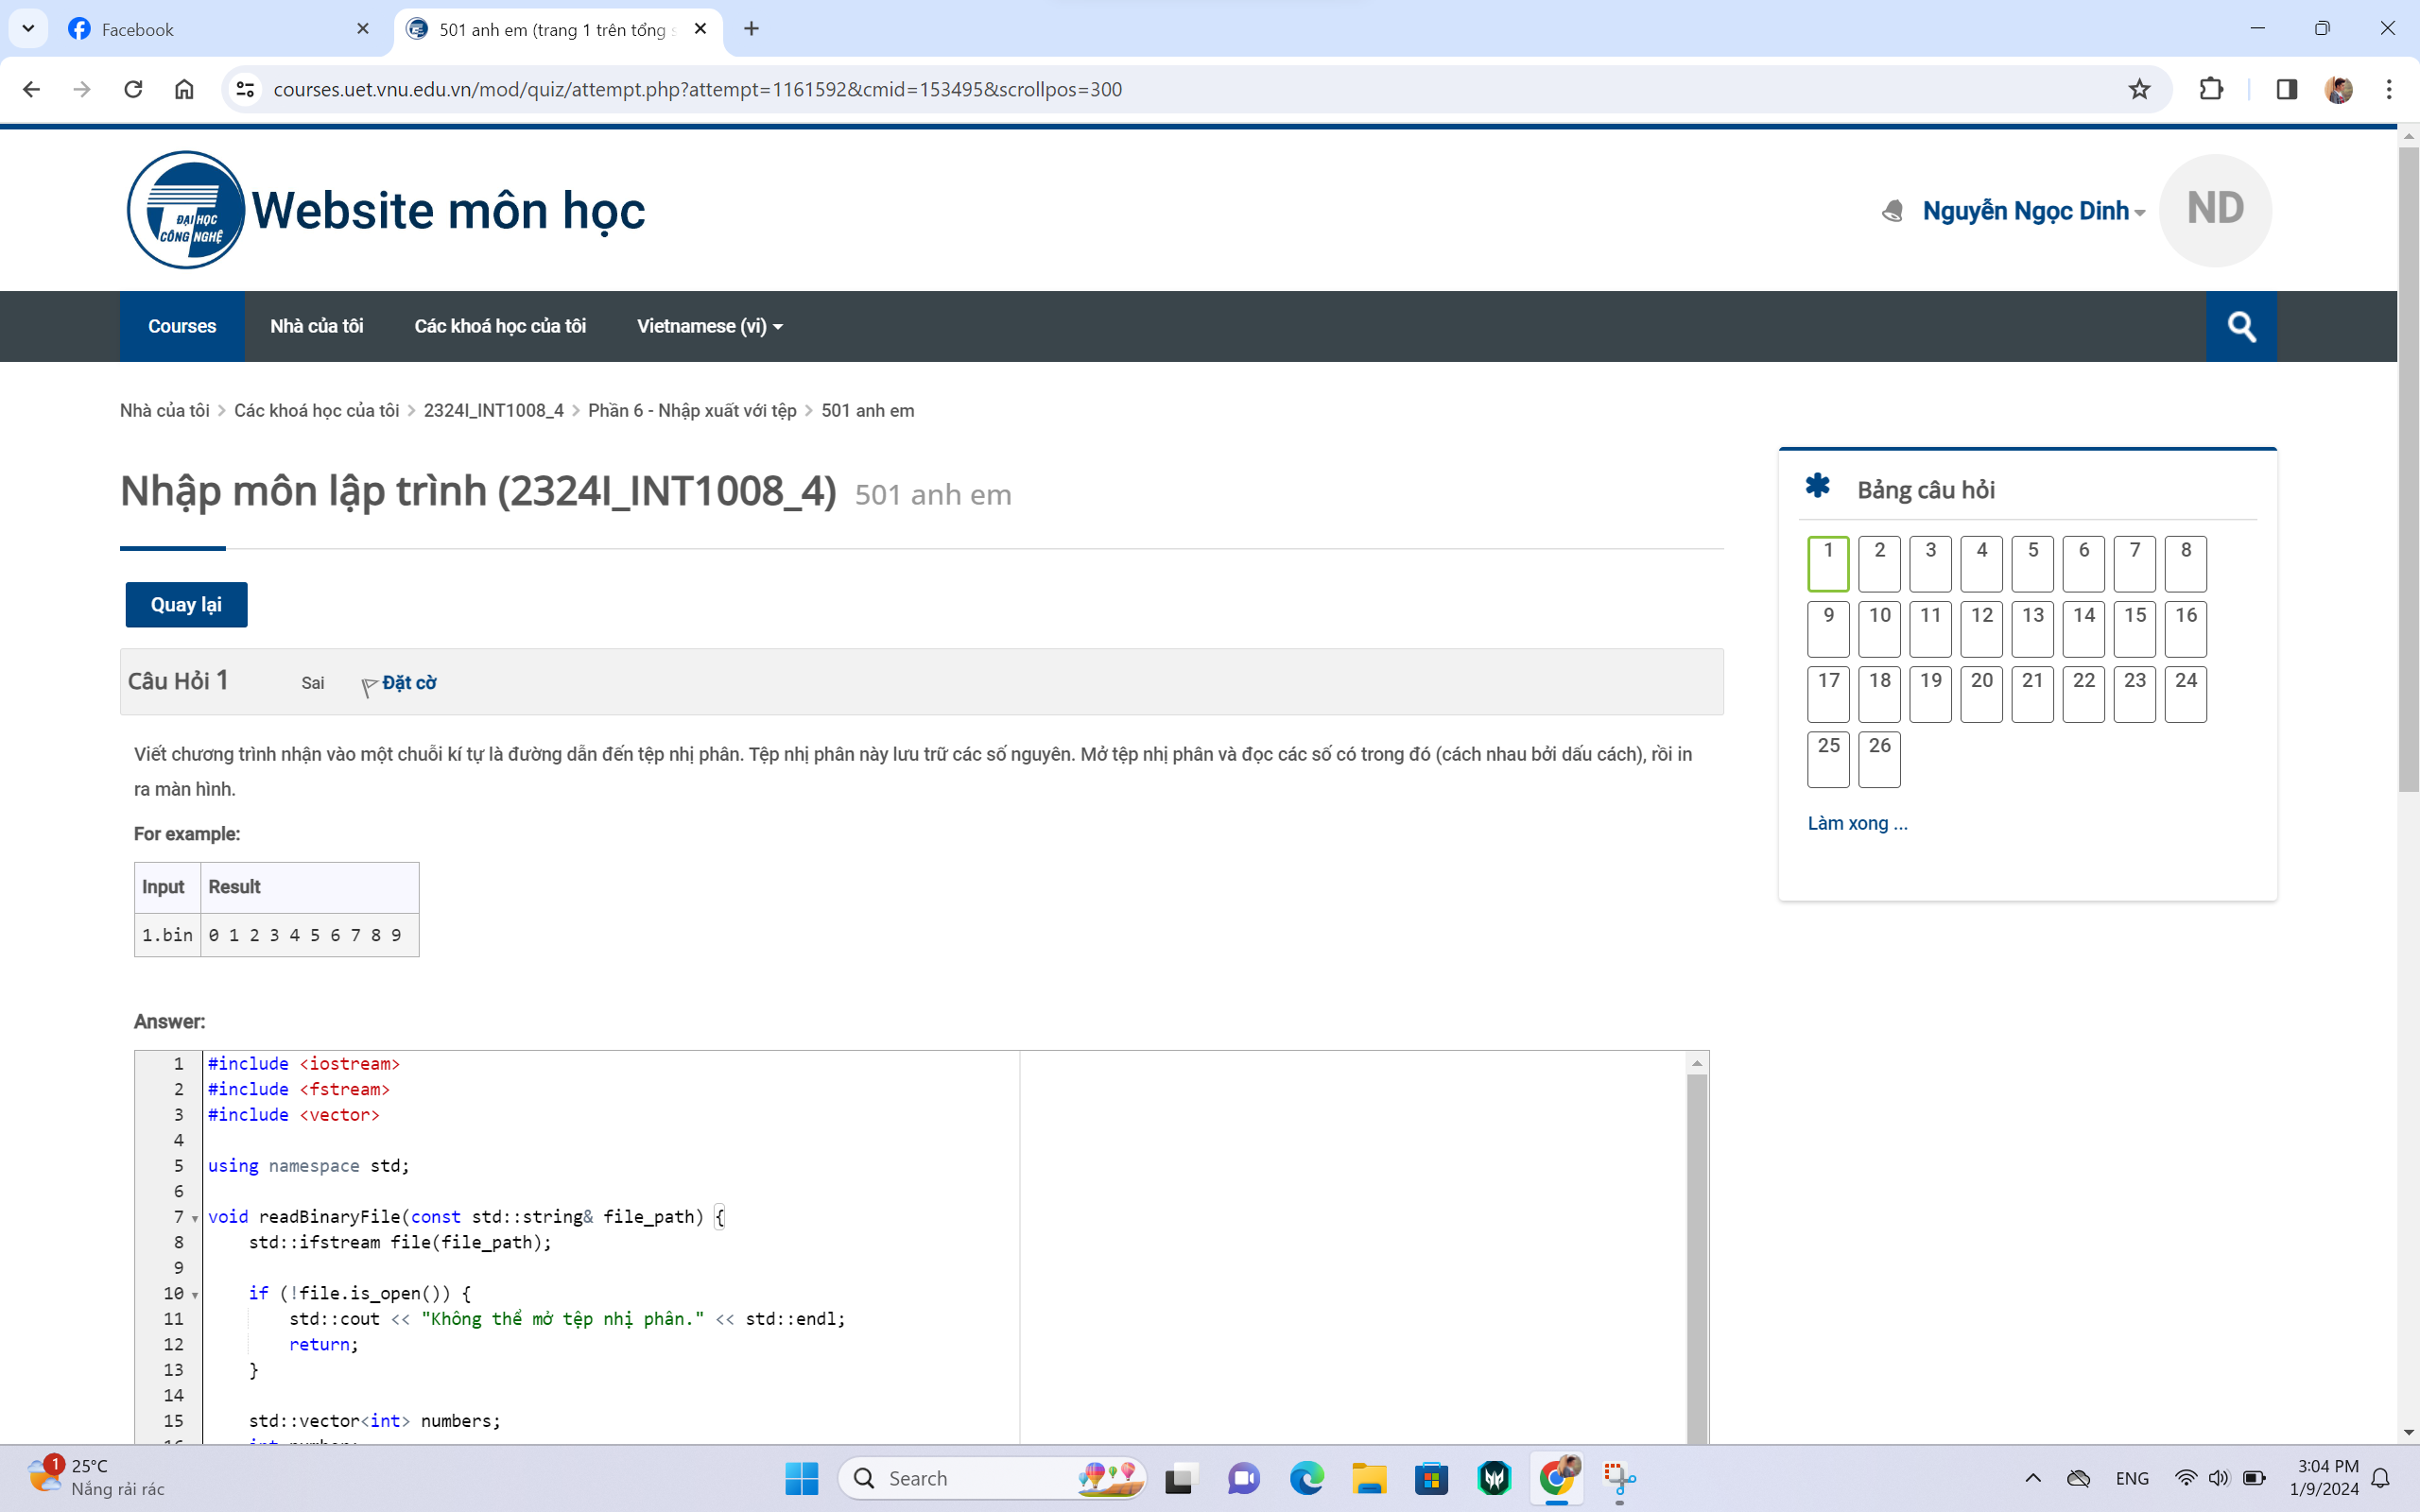 Facebook
501 anh em (trang 1 trên tổng s
courses.uet.vnu.edu.vn/mod/quiz/attempt.php?attempt=1161592&cmid=153495&scrollpos=300
ĐẠI HỌC
CÔNG NGHỆ
Website môn học
Nguyễn Ngọc Dinh
ND
Courses
Nhà của tôi
Các khoá học của tôi
Vietnamese (vi)
Nhà của tôi > Các khoá học của tôi > 2324I_INT1008_4 > Phần 6 - Nhập xuất với tệp > 501 anh em
Nhập môn lập trình (2324I_INT1008_4) 501 anh em
Quay lại
Câu Hỏi 1 Sai Đặt cờ
Viết chương trình nhận vào một chuỗi kí tự là đường dẫn đến tệp nhị phân. Tệp nhị phân này lưu trữ các số nguyên. Mở tệp nhị phân và đọc các số có trong đó (cách nhau bởi dấu cách), rồi in
ra màn hình.
For example:
Input Result
1.bin 0 1 2 3 4 5 6 7 8 9
Answer:
1 #include <iostream>
2 #include <fstream>
3 #include <vector>
4
5 using namespace std;
6
7 void readBinaryFile(const std::string& file_path) {
8 std::ifstream file(file_path);
9
10 if (!file.is_open()) {
11 std::cout << "Không thể mở tệp nhị phân." << std::endl;
12 return;
13 }
14
15 std::vector<int> numbers;
Bảng câu hỏi
1 2 3 4 5 6 7 8
9 10 11 12 13 14 15 16
17 18 19 20 21 22 23 24
25 26
Làm xong ...
1
25°C
Nắng rải rác
Search
ENG
3:04 PM
1/9/2024